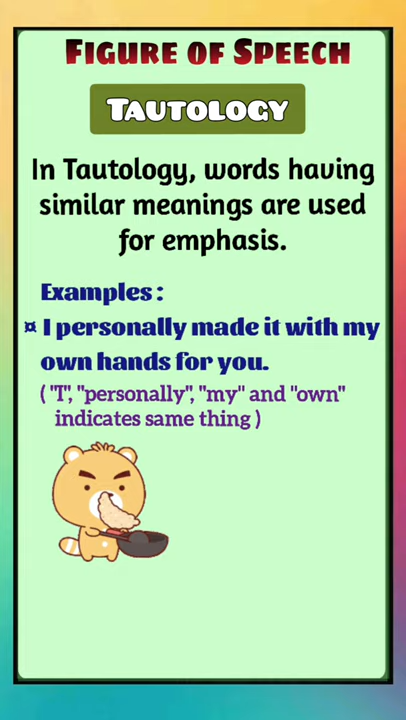 Figure of Speech
Tautology
In Tautology, words having
similar meanings are used
for emphasis.
Examples :
¤ I personally made it with my
own hands for you.
( "I", "personally", "my" and "own"
indicates same thing )